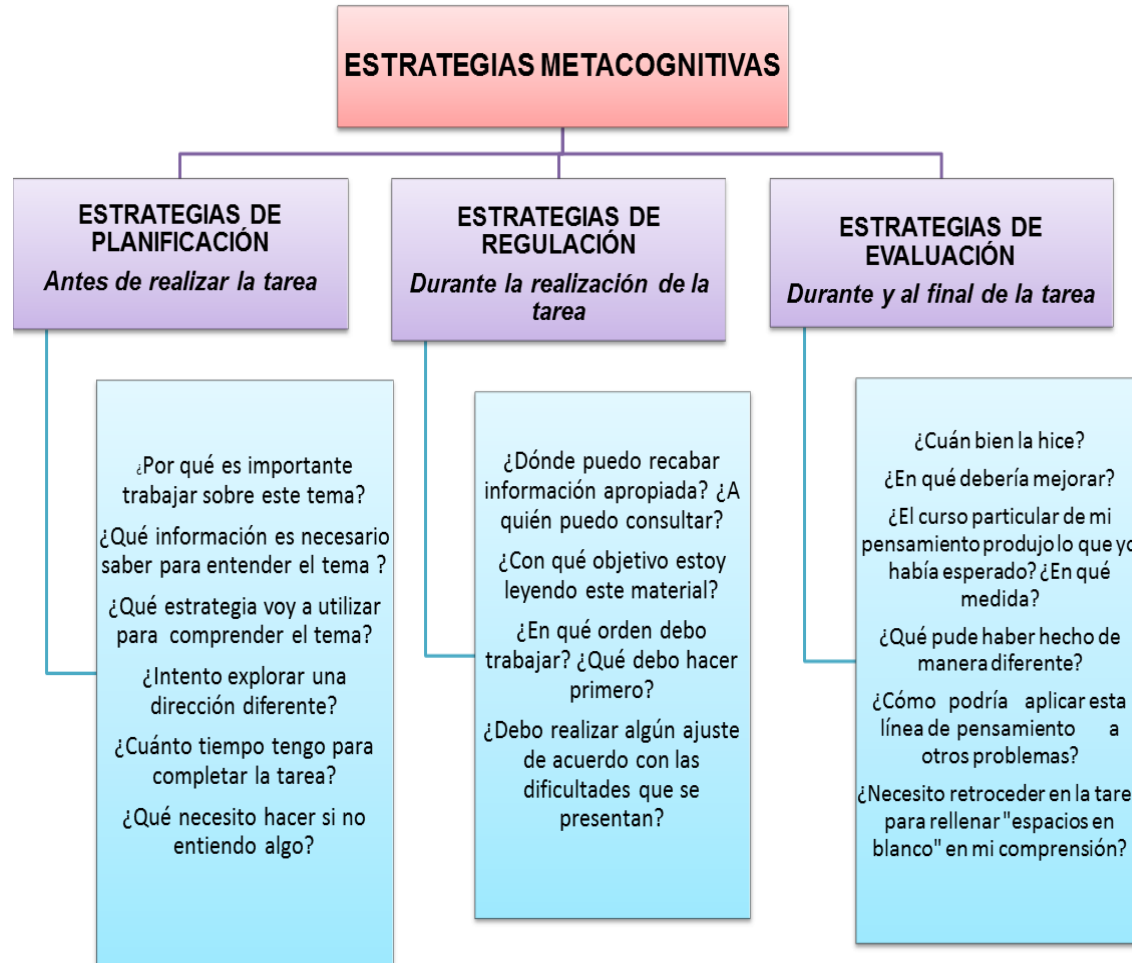 ESTRATEGIAS METACOGNITIVAS
ESTRATEGIAS DE
PLANIFICACIÓN
Antes de realizar la tarea
¿Por qué es importante
trabajar sobre este tema?
¿Qué información es necesario
saber para entender el tema ?
¿Qué estrategia voy a utilizar
para comprender el tema?
¿Intento explorar una
dirección diferente?
¿Cuánto tiempo tengo para
completar la tarea?
¿Qué necesito hacer si no
entiendo algo?
ESTRATEGIAS DE
REGULACIÓN
Durante la realización de la
tarea
¿Dónde puedo recabar
información apropiada? ¿A
quién puedo consultar?
¿Con qué objetivo estoy
leyendo este material?
¿En qué orden debo
trabajar? ¿Qué debo hacer
primero?
¿Debo realizar algún ajuste
de acuerdo con las
dificultades que se
presentan?
ESTRATEGIAS DE
EVALUACIÓN
Durante y al final de la tarea
¿Cuán bien la hice?
¿En qué debería mejorar?
¿El curso particular de mi
pensamiento produjo lo que yo
había esperado? ¿En qué
medida?
¿Qué pude haber hecho de
manera diferente?
¿Cómo podría aplicar esta
línea de pensamiento a
otros problemas?
¿Necesito retroceder en la tare
para rellenar "espacios en
blanco" en mi comprensión?